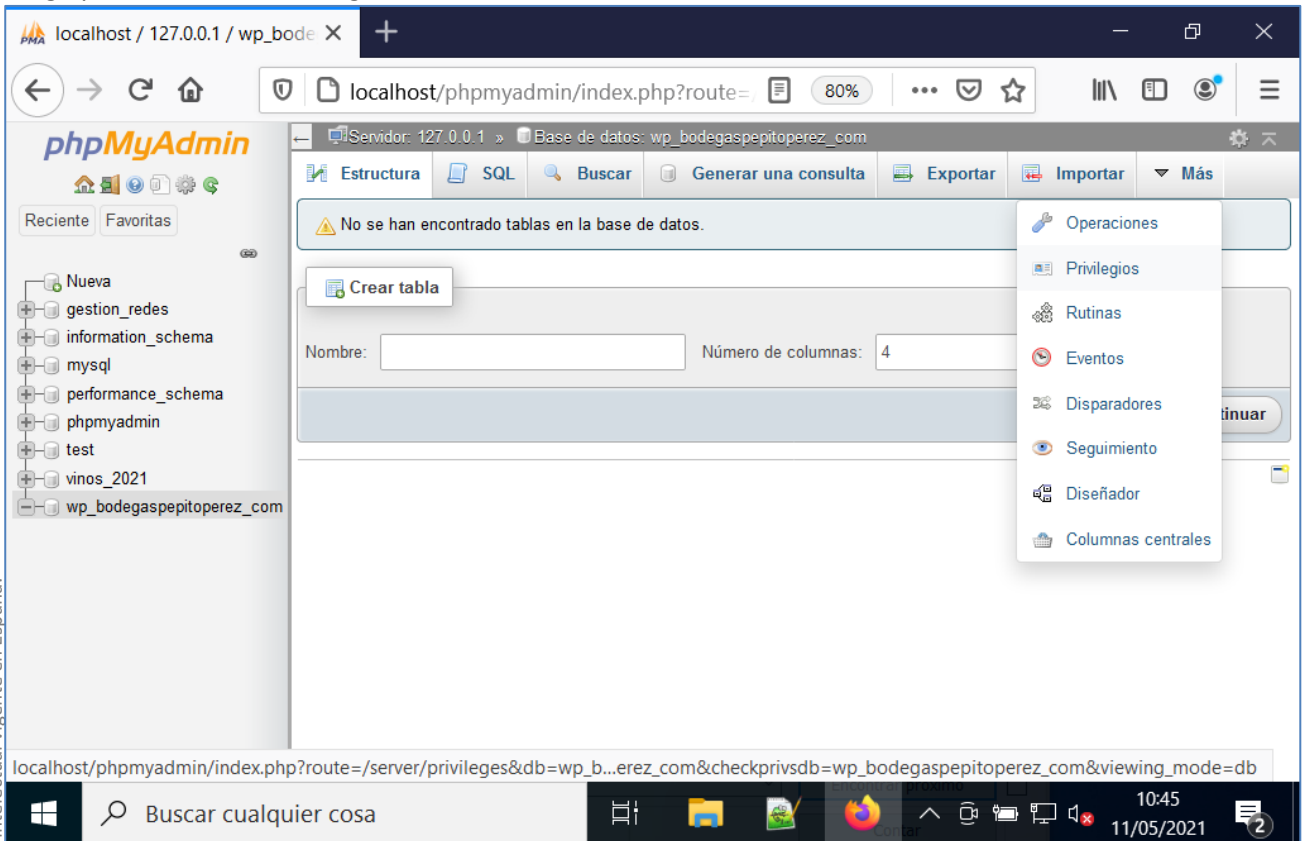 localhost / 127.0.0.1 / wp_bode
localhost/phpmyadmin/index.php?route=/
80%
phpMyAdmin
Servidor: 127.0.0.1 » Base de datos: wp_bodegaspepitoperez_com
Estructura SQL Buscar Generar una consulta Exportar Importar Más
Reciente Favoritas
No se han encontrado tablas en la base de datos.
Operaciones
Privilegios
Rutinas
Eventos
Disparadores
Seguimiento
Diseñador
Columnas centrales
Crear tabla
Nombre: Número de columnas: 4
tinuar
Nueva
gestion_redes
information_schema
mysql
performance_schema
phpmyadmin
test
vinos_2021
wp_bodegaspepitoperez_com
localhost/phpmyadmin/index.php?route=/server/privileges&db=wp_b...erez_com&checkprivsdb=wp_bodegaspepitoperez_com&viewing_mode=db
Buscar cualquier cosa
Contar
10:45
11/05/2021
2